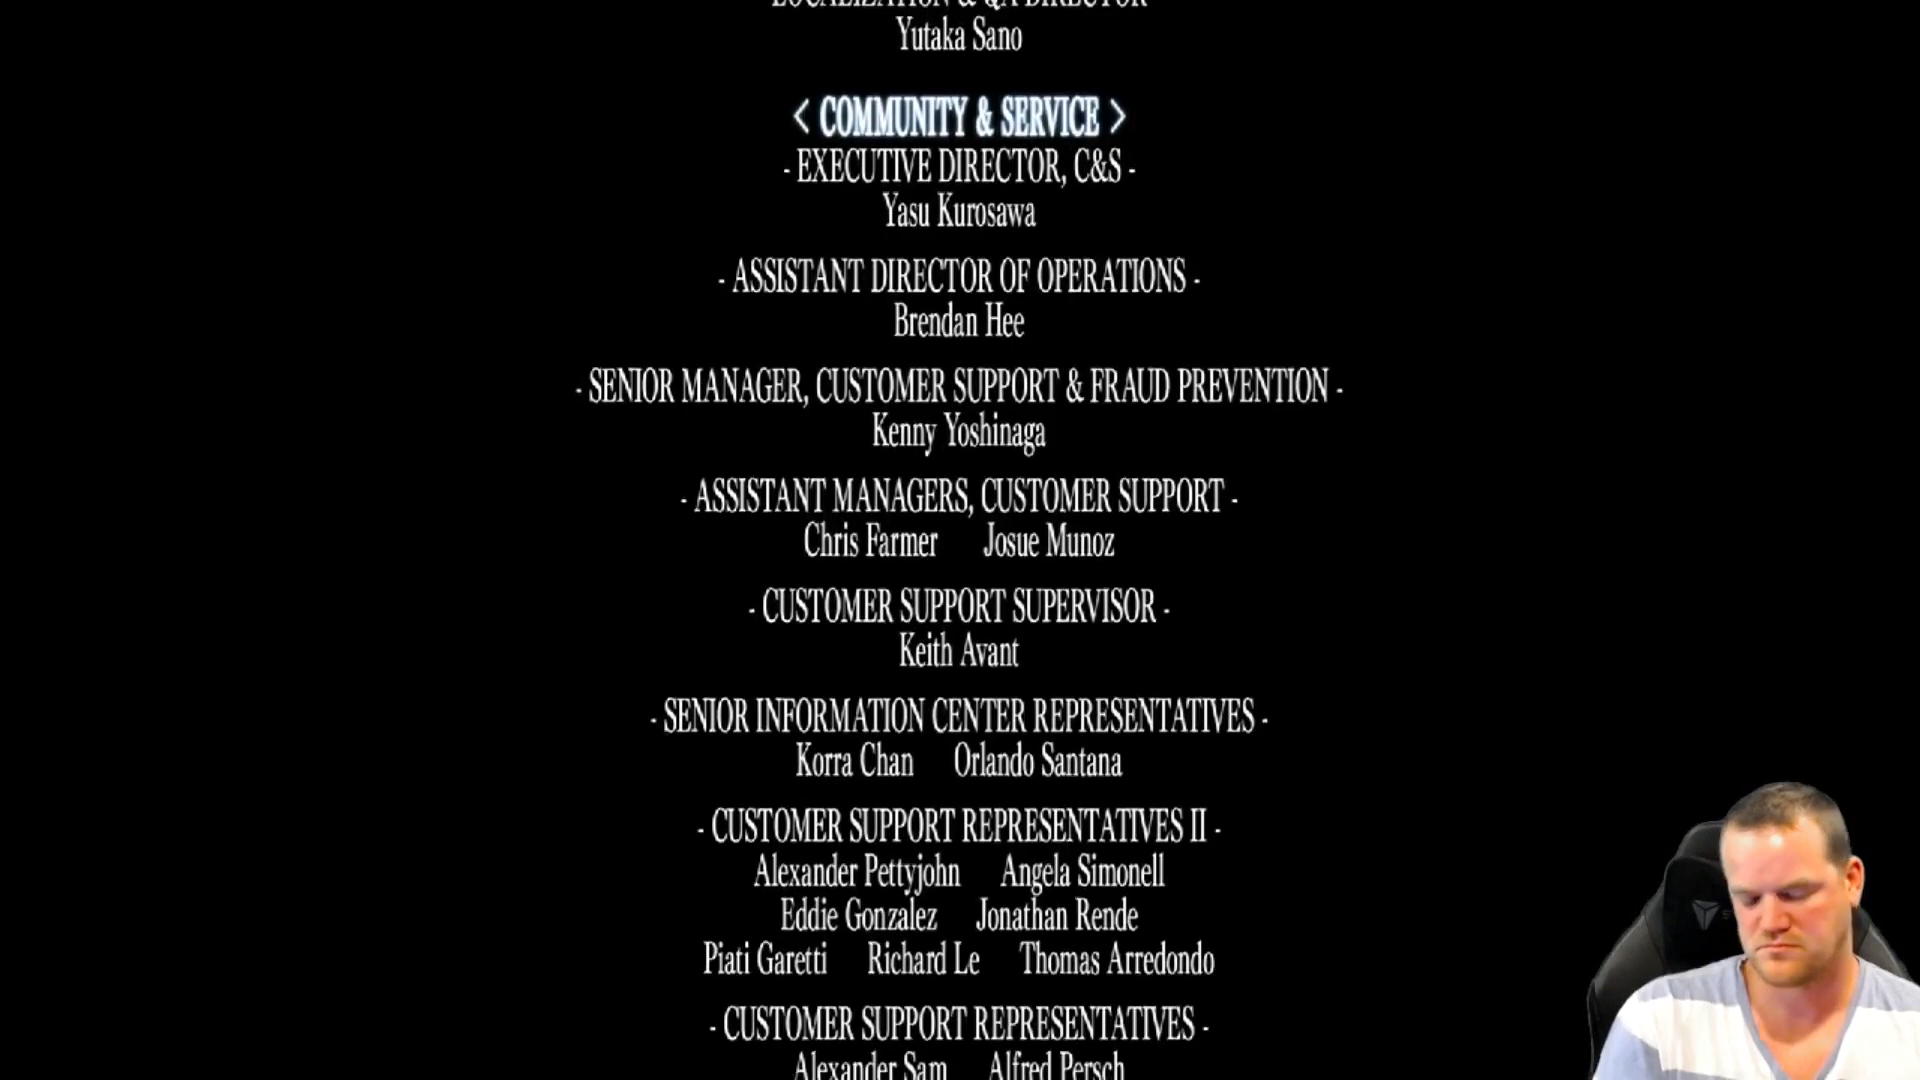 LOCALIZATION & QA DIRECTOR
Yutaka Sano
< COMMUNITY & SERVICE >
- EXECUTIVE DIRECTOR, C&S -
Yasu Kurosawa
- ASSISTANT DIRECTOR OF OPERATIONS -
Brendan Hee
- SENIOR MANAGER, CUSTOMER SUPPORT & FRAUD PREVENTION -
Kenny Yoshinaga
- ASSISTANT MANAGERS, CUSTOMER SUPPORT -
Chris Farmer Josue Munoz
- CUSTOMER SUPPORT SUPERVISOR -
Keith Avant
- SENIOR INFORMATION CENTER REPRESENTATIVES -
Korra Chan Orlando Santana
- CUSTOMER SUPPORT REPRESENTATIVES II -
Alexander Pettyjohn Angela Simonell
Eddie Gonzalez Jonathan Rende
Piati Garetti Richard Le Thomas Arredondo
- CUSTOMER SUPPORT REPRESENTATIVES -
Alexander Sam Alfred Persch